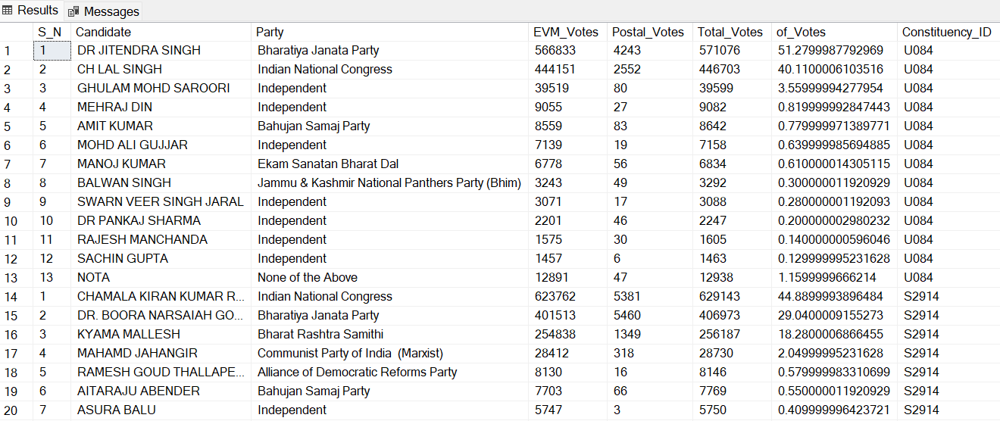 Results Messages
S_N Candidate Party EVM_Votes Postal_Votes Total_Votes of_Votes Constituency_ID
1 1 DR JITENDRA SINGH Bharatiya Janata Party 566833 4243 571076 51.2799987792969 U084
2 2 CH LAL SINGH Indian National Congress 444151 2552 446703 40.1100006103516 U084
3 3 GHULAM MOHD SAROORI Independent 39519 80 39599 3.55999994277954 U084
4 4 MEHRAJ DIN Independent 9055 27 9082 0.819999992847443 U084
5 5 AMIT KUMAR Bahujan Samaj Party 8559 83 8642 0.779999971389771 U084
6 6 MOHD ALI GUJJAR Independent 7139 19 7158 0.639999985694885 U084
7 7 MANOJ KUMAR Ekam Sanatan Bharat Dal 6778 56 6834 0.610000014305115 U084
8 8 BALWAN SINGH Jammu & Kashmir National Panthers Party (Bhim) 3243 49 3292 0.300000011920929 U084
9 9 SWARN VEER SINGH JARAL Independent 3071 17 3088 0.280000001192093 U084
10 10 DR PANKAJ SHARMA Independent 2201 46 2247 0.200000002980232 U084
11 11 RAJESH MANCHANDA Independent 1575 30 1605 0.140000000596046 U084
12 12 SACHIN GUPTA Independent 1457 6 1463 0.129999995231628 U084
13 13 NOTA None of the Above 12891 47 12938 1.1599999666214 U084
14 1 CHAMALA KIRAN KUMAR R... Indian National Congress 623762 5381 629143 44.8899993896484 S2914
15 2 DR. BOORA NARSAIAH GO... Bharatiya Janata Party 401513 5460 406973 29.0400009155273 S2914
16 3 KYAMA MALLESH Bharat Rashtra Samithi 254838 1349 256187 18.2800006866455 S2914
17 4 MAHAMD JAHANGIR Communist Party of India (Marxist) 28412 318 28730 2.04999995231628 S2914
18 5 RAMESH GOUD THALLAPE... Alliance of Democratic Reforms Party 8130 16 8146 0.579999983310699 S2914
19 6 AITARAJU ABENDER Bahujan Samaj Party 7703 66 7769 0.550000011920929 S2914
20 7 ASURA BALU Independent 5747 3 5750 0.409999996423721 S2914